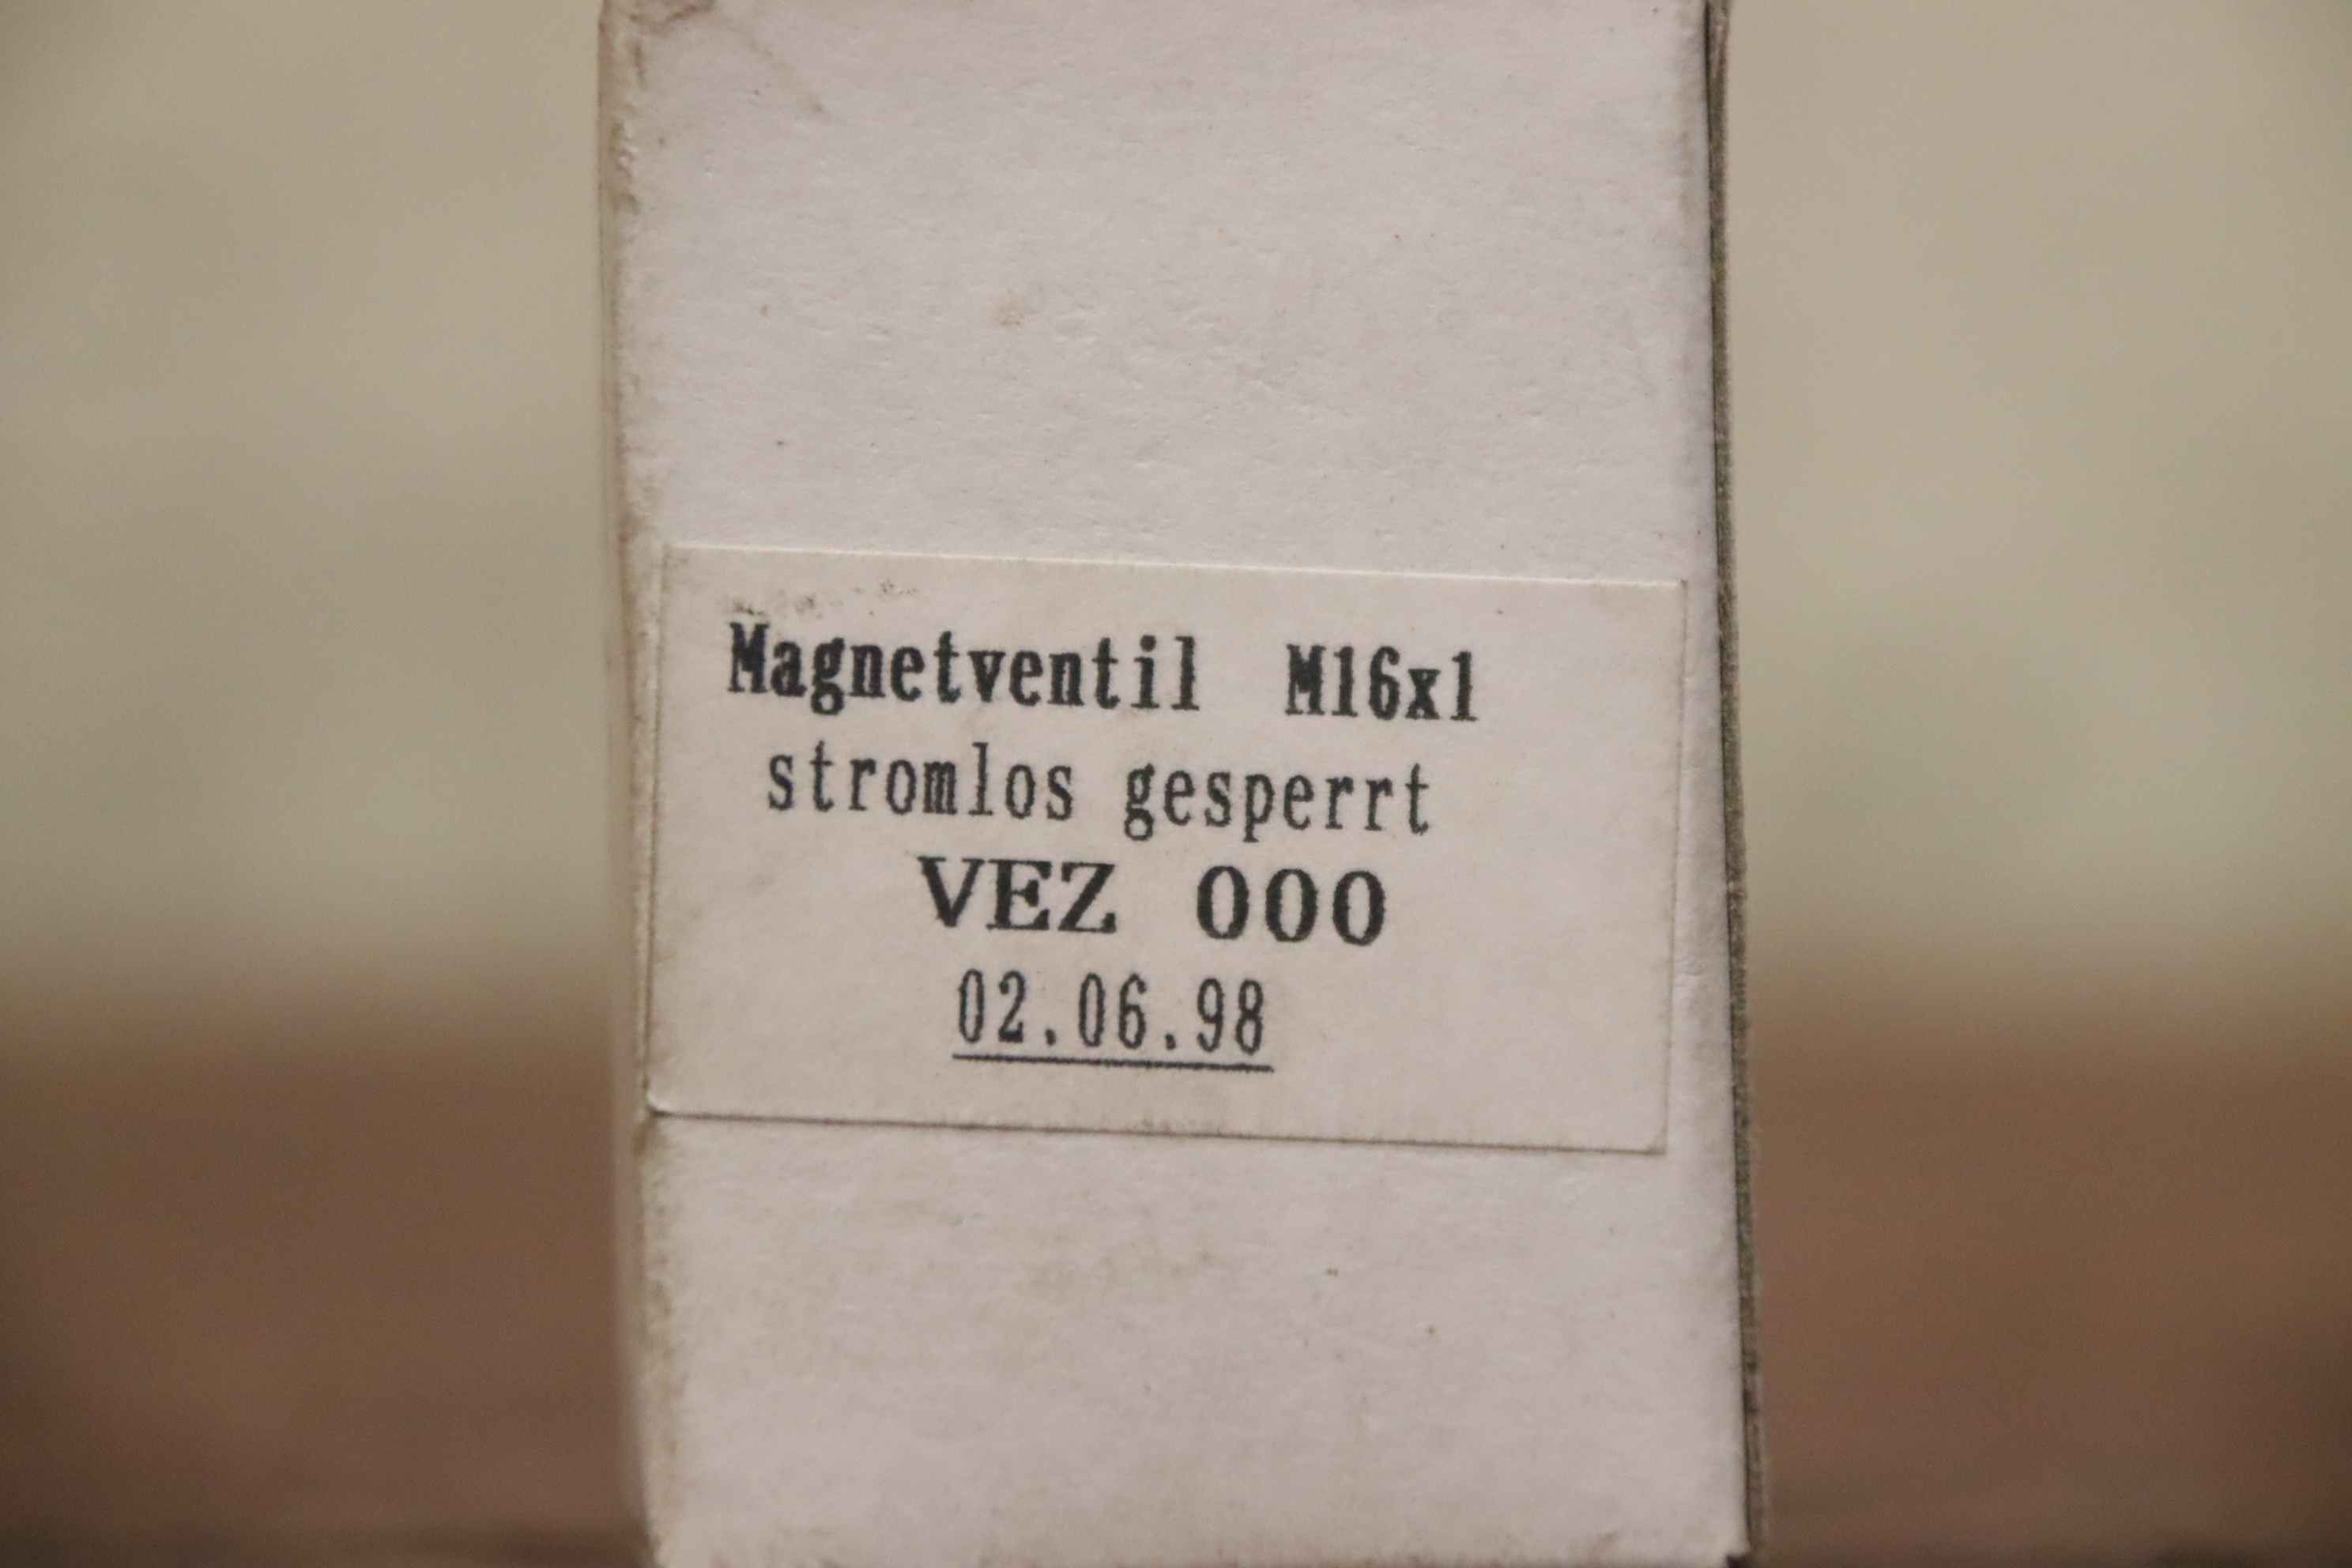 Magnetventil M16x1
stromlos gesperrt
VEZ 000
02.06.98